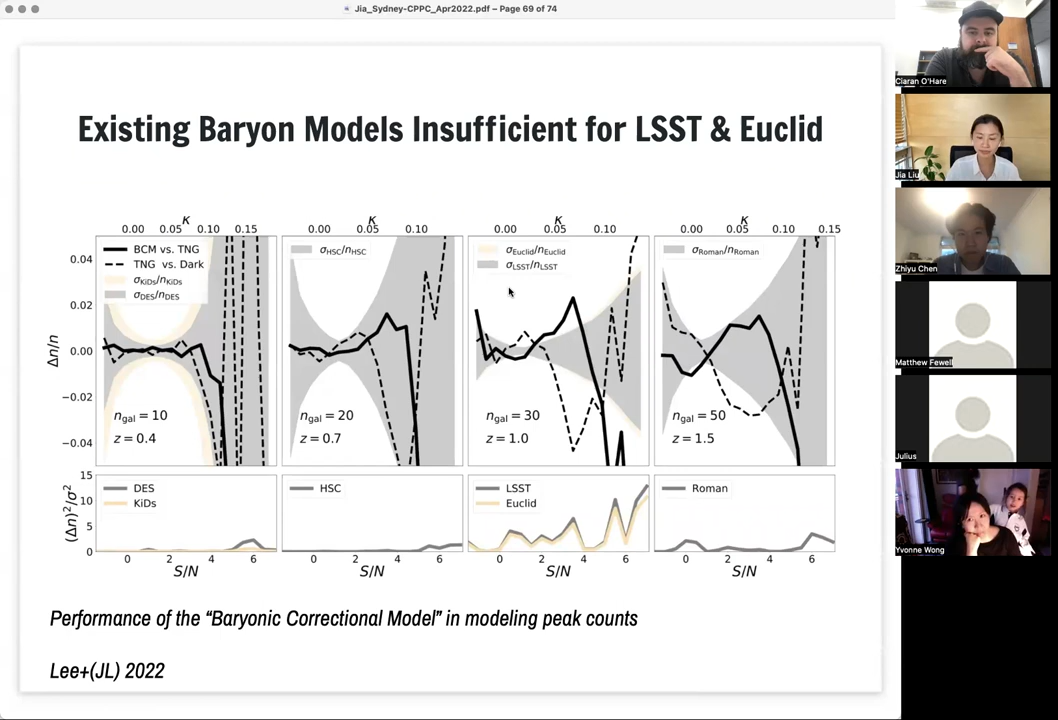 Jia_Sydney-CPPC_Apr2022.pdf – Page 69 of 74
Existing Baryon Models Insufficient for LSST & Euclid
κ κ κ κ
0.00 0.05 0.10 0.15 0.00 0.05 0.10 0.00 0.05 0.10 0.00 0.05 0.10 0.15
Δn/n
0.04
0.02
0.00
−0.02
−0.04
BCM vs. TNG
TNG vs. Dark
σKiDs/nKiDs
σDES/nDES
ngal = 10
z = 0.4
σHSC/nHSC
ngal = 20
z = 0.7
σEuclid/nEuclid
σLSST/nLSST
ngal = 30
z = 1.0
σRoman/nRoman
ngal = 50
z = 1.5
(Δn)²/σ²
15
10
5
0
DES
KiDs
HSC
LSST
Euclid
Roman
0 2 4 6 0 2 4 6 0 2 4 6 0 2 4 6
S/N S/N S/N S/N
Performance of the “Baryonic Correctional Model” in modeling peak counts
Lee+(JL) 2022
Ciaran O'Hare
Jia Liu
Zhiyu Chen
Matthew Fewell
Julius
Yvonne Wong